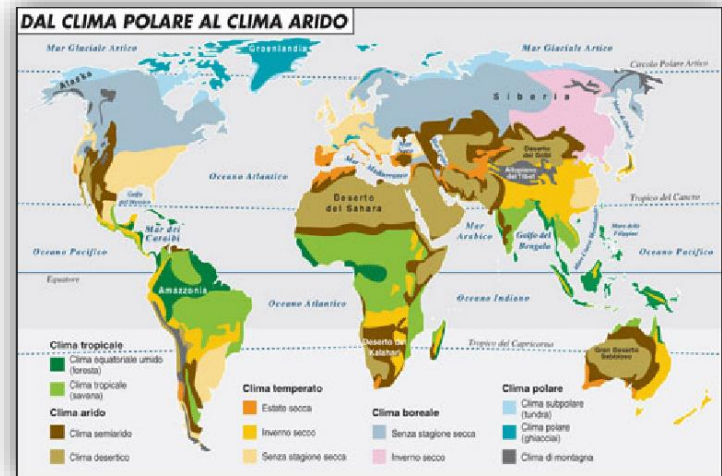 DAL CLIMA POLARE AL CLIMA ARIDO
Mar Glaciale Artico
Groenlandia
Mar Glaciale Artico
Circolo Polare Artico
Alaska
Siberia
Oceano Atlantico
Mar Mediterraneo
Deserto del Gobi
Altopiano del Tibet
Golfo del Messico
Deserto del Sahara
Tropico del Cancro
Mar dei Caraibi
Mar Arabico
Golfo del Bengala
Mare delle Filippine
Oceano Pacifico
Oceano Pacifico
Equatore
Amazzonia
Oceano Atlantico
Oceano Indiano
Deserto del Kalahari
Tropico del Capricorno
Gran Deserto Sabbioso
Clima tropicale
Clima equatoriale umido
(foresta)
Clima tropicale
(savana)
Clima arido
Clima semiarido
Clima desertico
Clima temperato
Estate secca
Inverno secco
Senza stagione secca
Clima boreale
Senza stagione secca
Inverno secco
Clima polare
Clima subpolare
(tundra)
Clima polare
(ghiacciai)
Clima di montagna